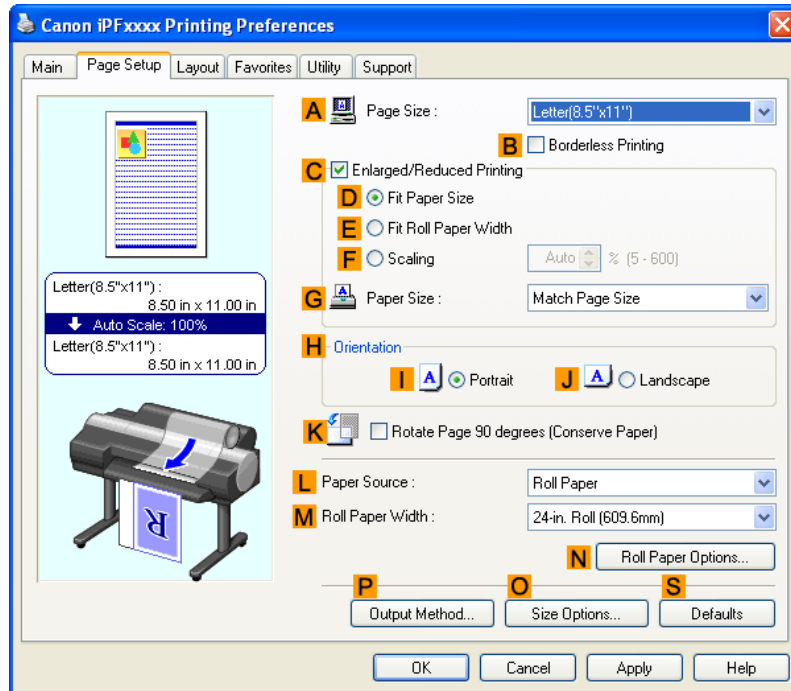 Canon iPFxxxx Printing Preferences
Main Page Setup Layout Favorites Utility Support
A Page Size : Letter(8.5"x11")
B Borderless Printing
C Enlarged/Reduced Printing
D Fit Paper Size
E Fit Roll Paper Width
F Scaling Auto % (5 - 600)
G A Paper Size : Match Page Size
Letter(8.5"x11") :
8.50 in x 11.00 in
Auto Scale: 100%
Letter(8.5"x11") :
8.50 in x 11.00 in
H Orientation
I A Portrait J A Landscape
K Rotate Page 90 degrees (Conserve Paper)
R
L Paper Source : Roll Paper
M Roll Paper Width : 24-in. Roll (609.6mm)
N Roll Paper Options...
P O S
Output Method... Size Options... Defaults
OK Cancel Apply Help